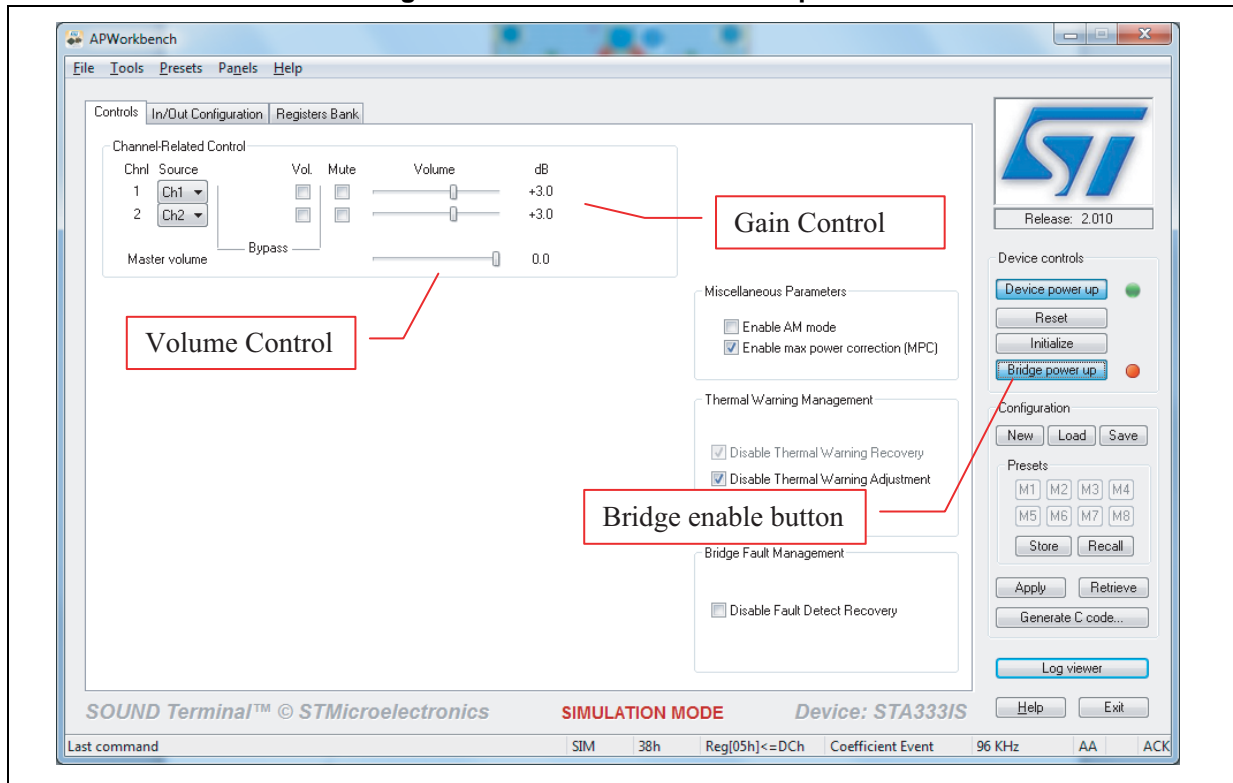 APWorkbench
File Tools Presets Panels Help
Controls In/Out Configuration Registers Bank
Channel-Related Control
Chnl Source Vol. Mute Volume dB
1 Ch1 +3.0
2 Ch2 +3.0
Bypass
Master volume 0.0
Gain Control
Volume Control
Miscellaneous Parameters
Enable AM mode
Enable max power correction (MPC)
Thermal Warning Management
Disable Thermal Warning Recovery
Disable Thermal Warning Adjustment
Bridge enable button
Bridge Fault Management
Disable Fault Detect Recovery
ST
Release: 2.010
Device controls
Device power up
Reset
Initialize
Bridge power up
Configuration
New Load Save
Presets
M1 M2 M3 M4
M5 M6 M7 M8
Store Recall
Apply Retrieve
Generate C code...
Log viewer
Help Exit
SOUND Terminal™ © STMicroelectronics SIMULATION MODE Device: STA333IS
Last command SIM 38h Reg[05h]<=DCh Coefficient Event 96 KHz AA ACK